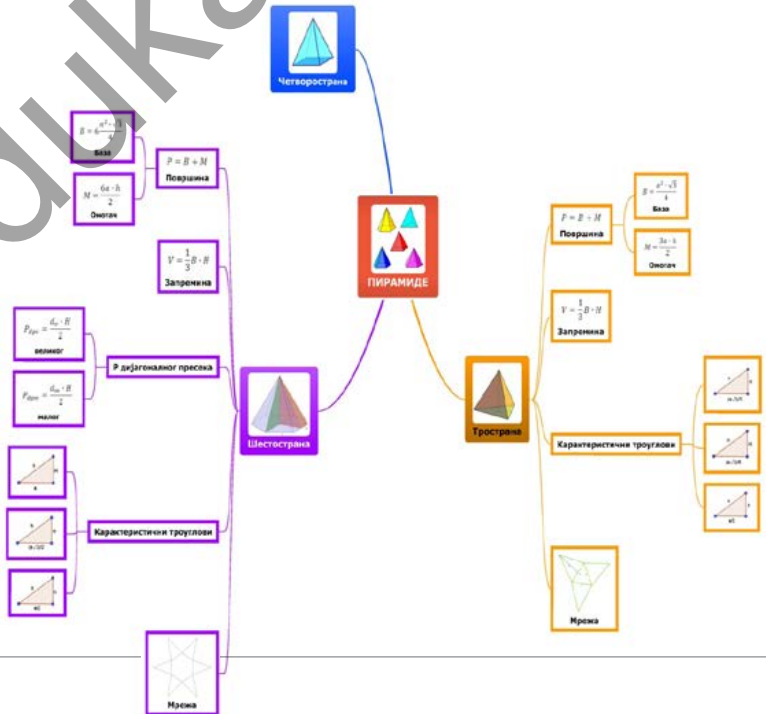 Четворострана
ПИРАМИДЕ
B = 6 a² · √3 / 4
База
M = 6a · h / 2
Омотач
P = B + M
Површина
V = 1/3 B · H
Запремина
великог
малог
P дијагоналног пресека
Шестострана
Карактеристични троуглови
Мрежа
B = a² · √3 / 4
База
M = 3a · h / 2
Омотач
P = B + M
Површина
V = 1/3 B · H
Запремина
Тространа
Карактеристични троуглови
Мрежа